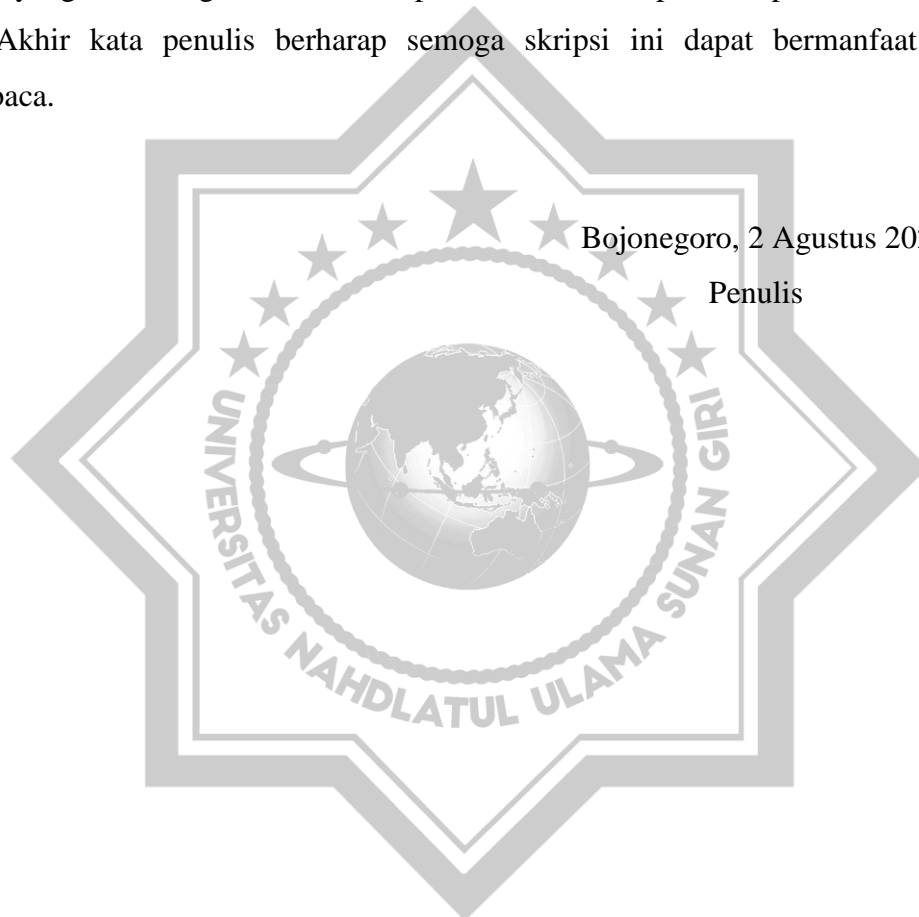 Akhir kata penulis berharap semoga skripsi ini dapat bermanfaat
baca.
Bojonegoro, 2 Agustus 20
Penulis
UNIVERSITAS NAHDLATUL ULAMA SUNAN GIRI